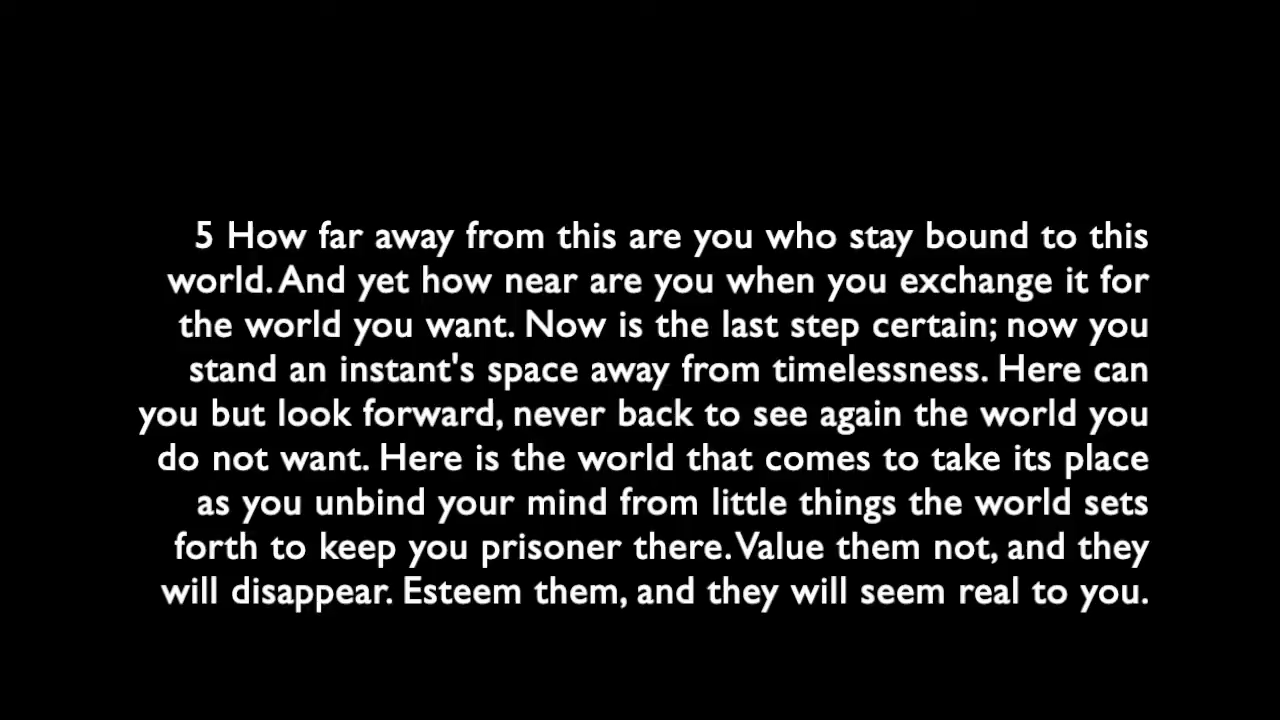 5 How far away from this are you who stay bound to this
world. And yet how near are you when you exchange it for
the world you want. Now is the last step certain; now you
stand an instant's space away from timelessness. Here can
you but look forward, never back to see again the world you
do not want. Here is the world that comes to take its place
as you unbind your mind from little things the world sets
forth to keep you prisoner there. Value them not, and they
will disappear. Esteem them, and they will seem real to you.